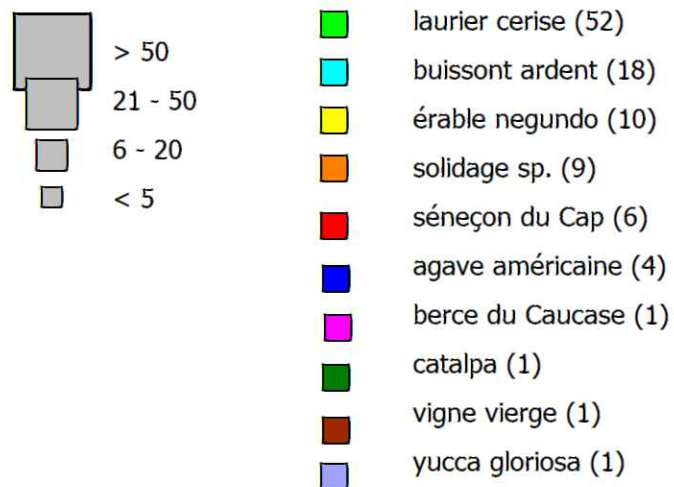 > 50
21 - 50
6 - 20
< 5
laurier cerise (52)
buissont ardent (18)
érable negundo (10)
solidage sp. (9)
séneçon du Cap (6)
agave américaine (4)
berce du Caucase (1)
catalpa (1)
vigne vierge (1)
yucca gloriosa (1)